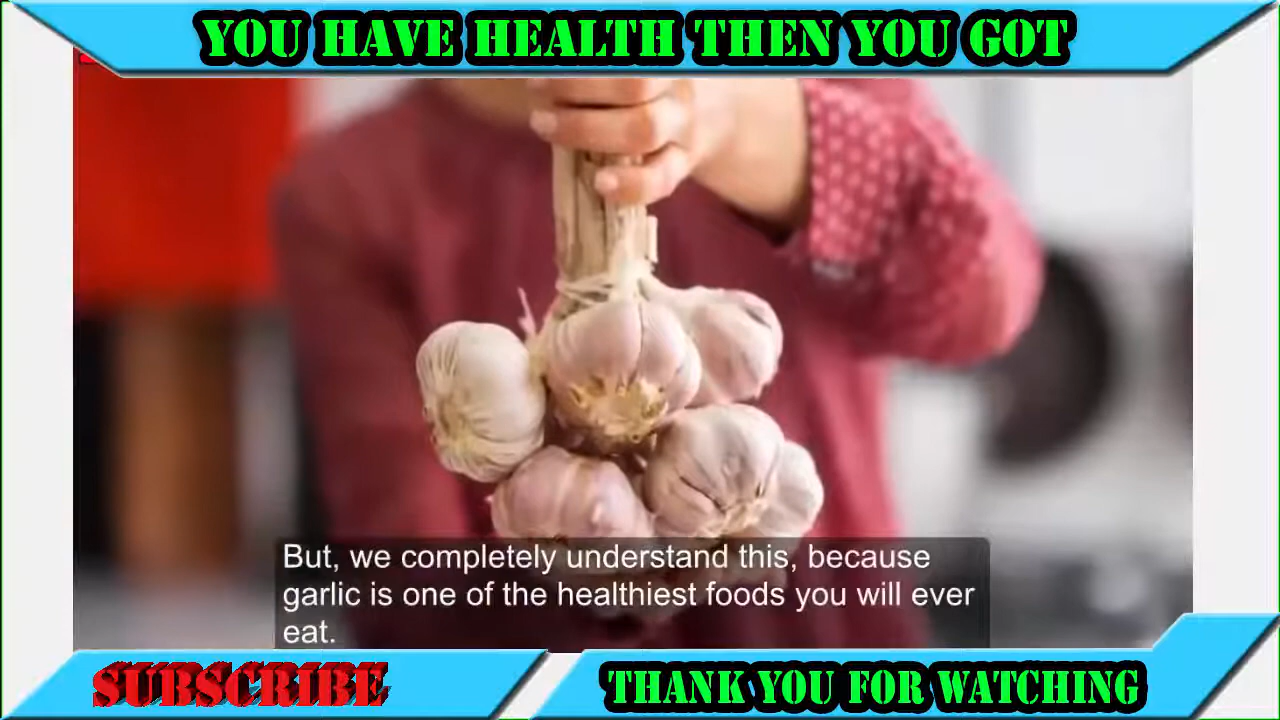 YOU HAVE HEALTH THEN YOU GOT
But, we completely understand this, because
garlic is one of the healthiest foods you will ever
eat.
SUBSCRIBE
THANK YOU FOR WATCHING